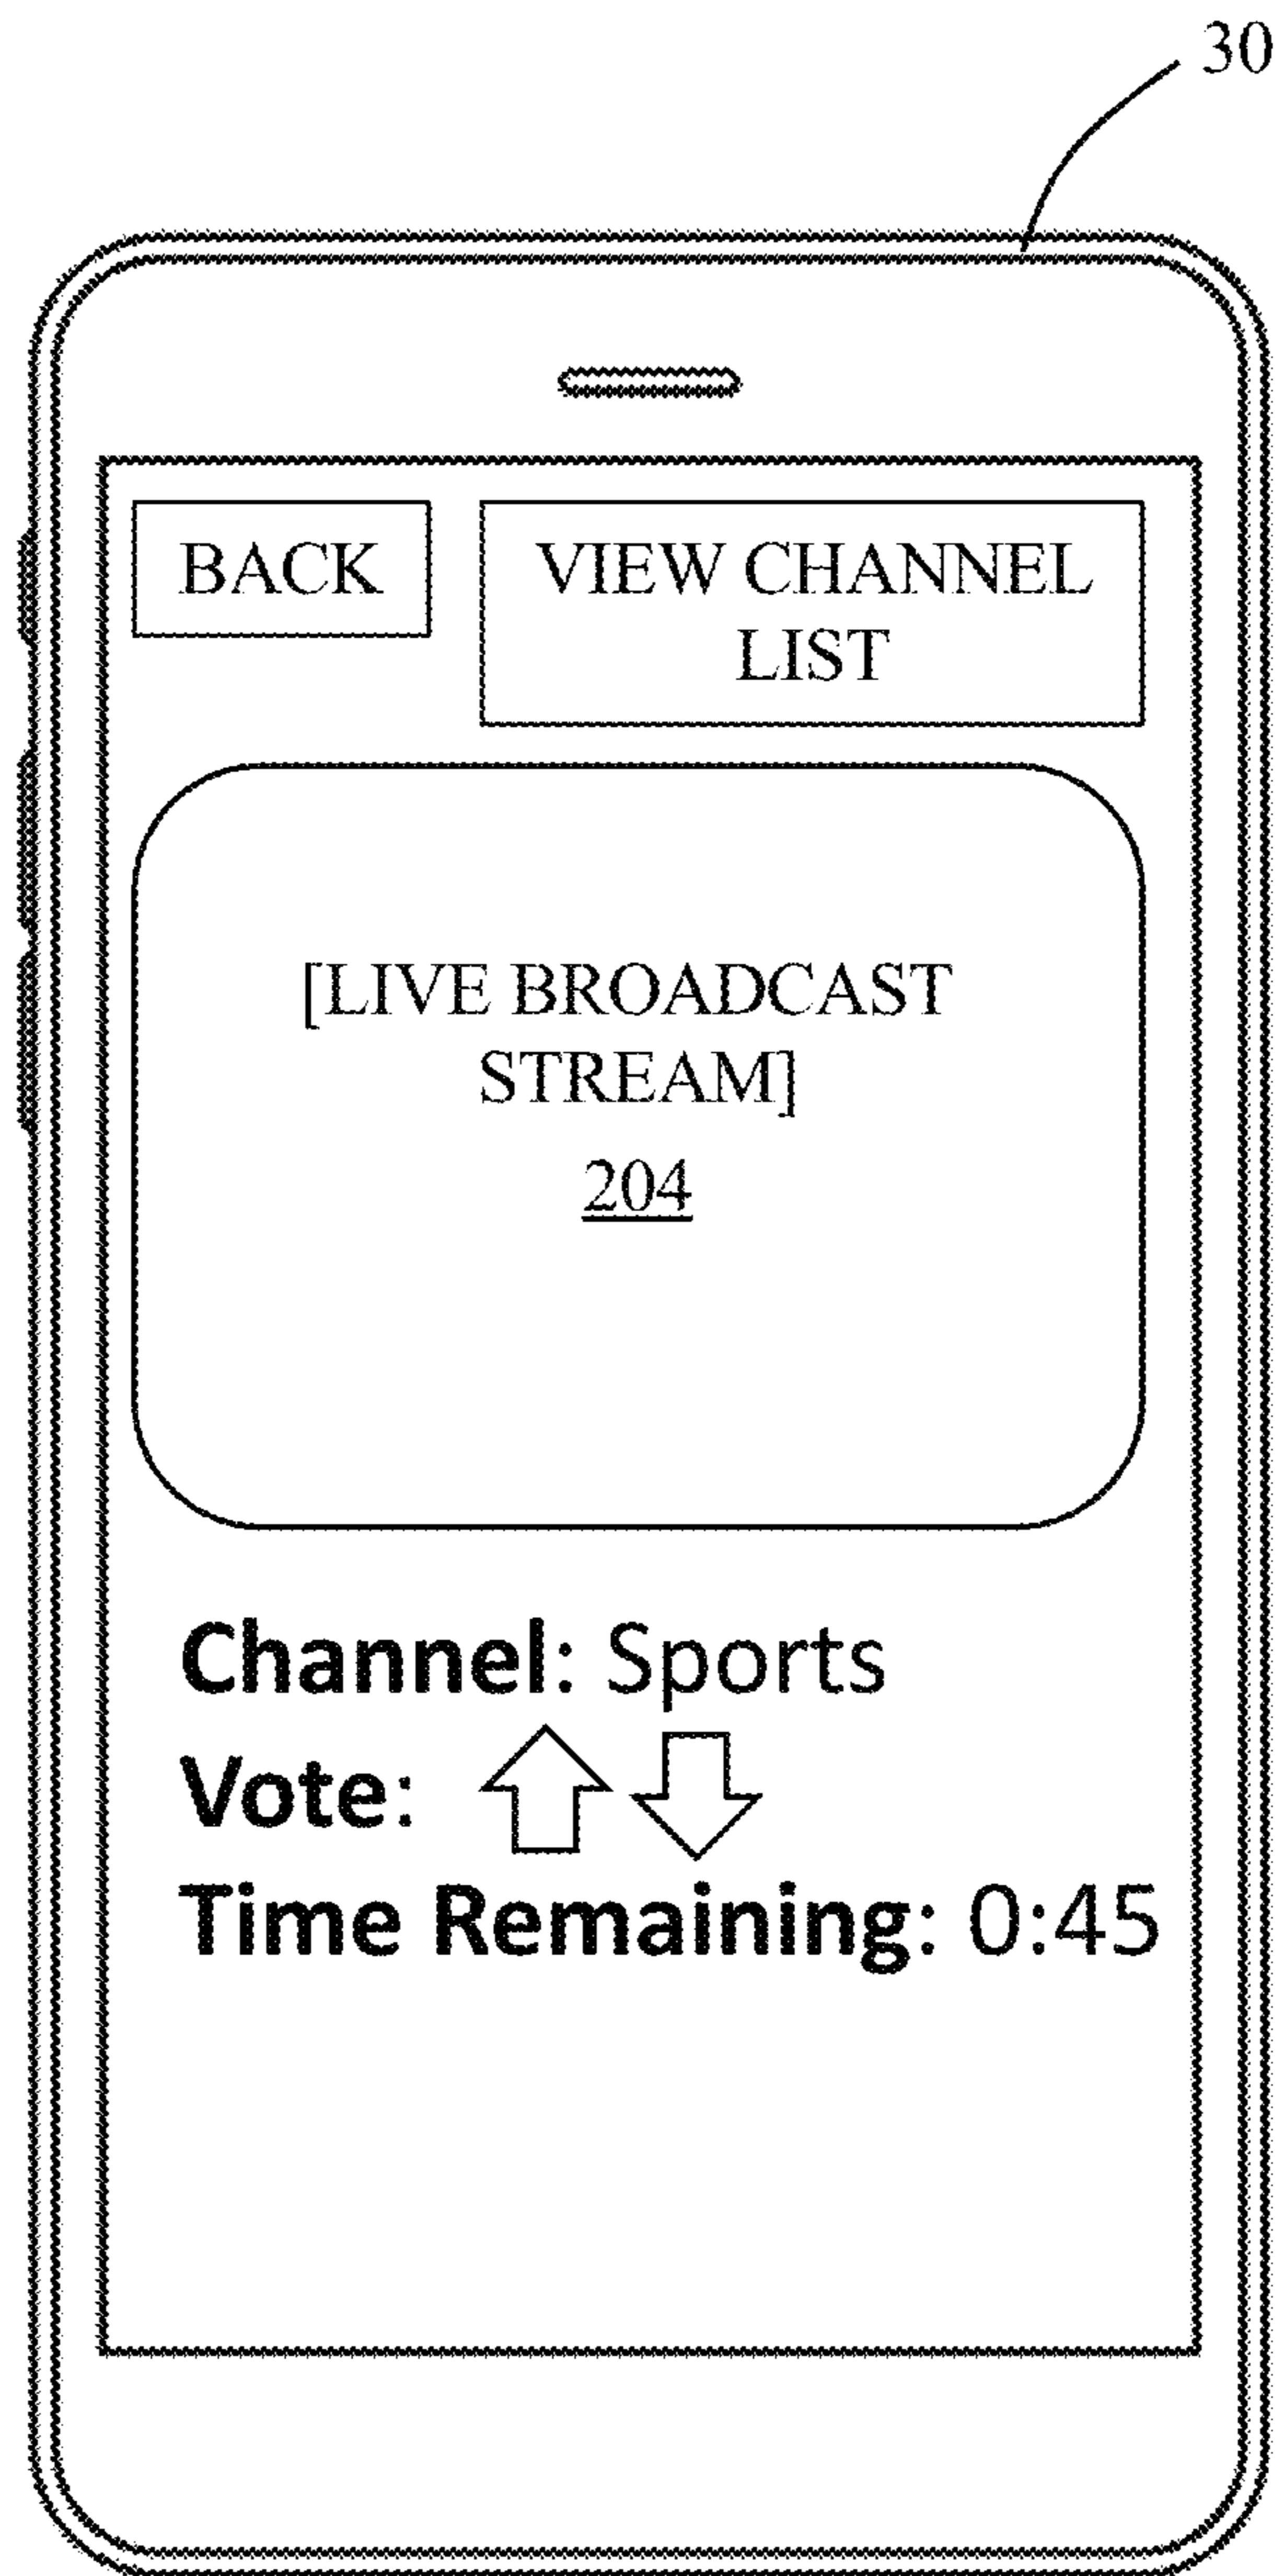 30
BACK
VIEW CHANNEL
LIST
[LIVE BROADCAST
STREAM]
204
Channel: Sports
Vote:
Time Remaining: 0:45